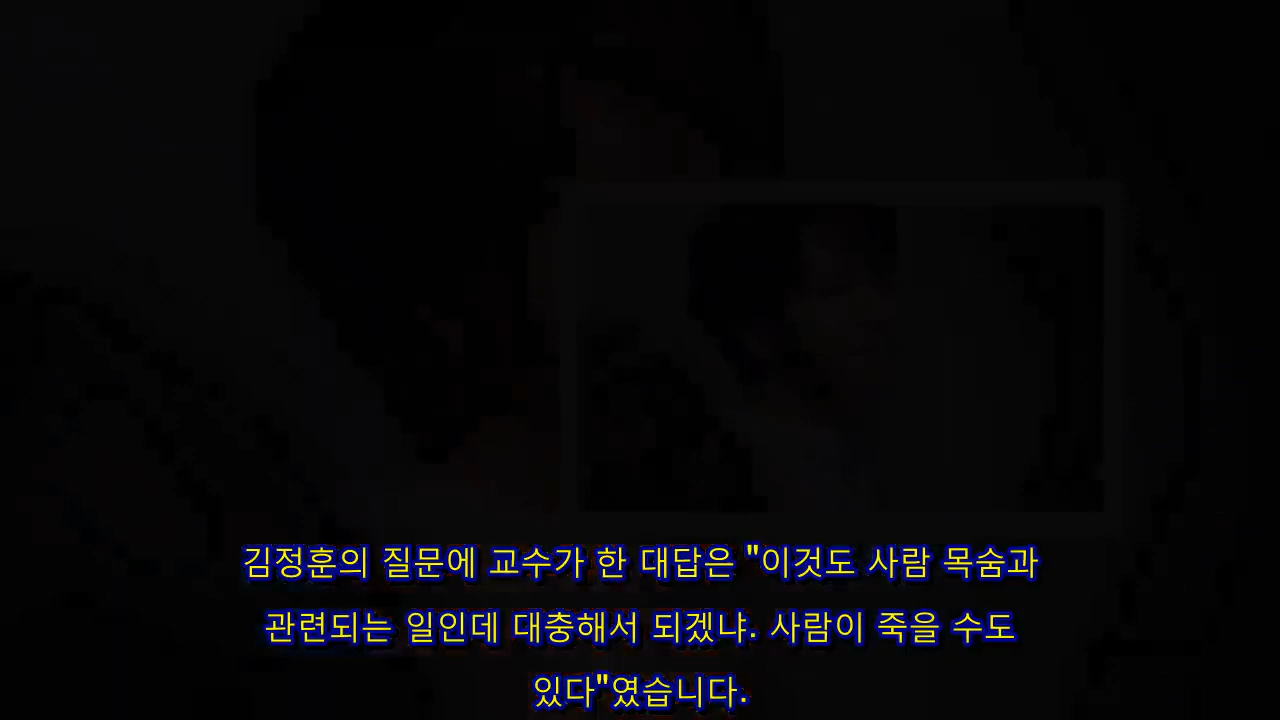 김정훈의 질문에 교수가 한 대답은 "이것도 사람 목숨과
관련되는 일인데 대충해서 되겠냐. 사람이 죽을 수도
있다"였습니다.